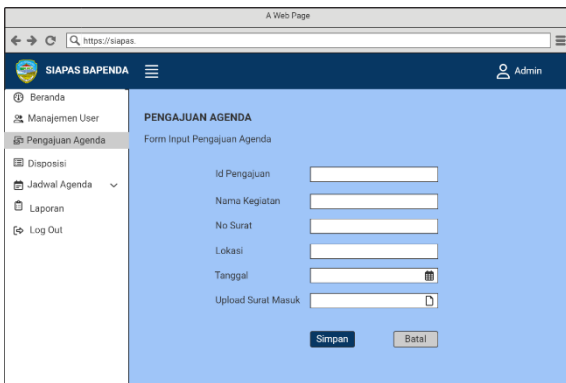 A Web Page
https://siapas.
SIAPAS BAPENDA
Admin
Beranda
Manajemen User
Pengajuan Agenda
Disposisi
Jadwal Agenda
Laporan
Log Out
PENGAJUAN AGENDA
Form Input Pengajuan Agenda
Id Pengajuan
Nama Kegiatan
No Surat
Lokasi
Tanggal
Upload Surat Masuk
Simpan
Batal